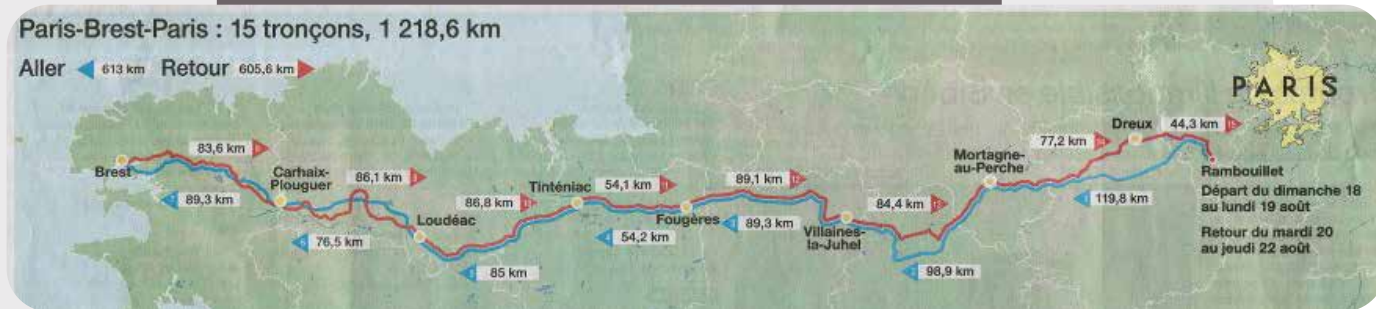 Paris-Brest-Paris : 15 tronçons, 1 218,6 km
Aller 613 km Retour 605,6 km
PARIS
Dreux
44,3 km 15
77,2 km
Mortagne-
au-Perche
Rambouillet
Départ du dimanche 18
au lundi 19 août
Retour du mardi 20
au jeudi 22 août
1 119,8 km
83,6 km
Brest
Carhaix-
Plouguer
86,1 km
89,3 km
Loudéac
76,5 km
86,8 km
Tinténiac
54,1 km
89,1 km
Fougères
89,3 km
54,2 km
85 km
84,4 km
Villaines-
la-Juhel
98,9 km